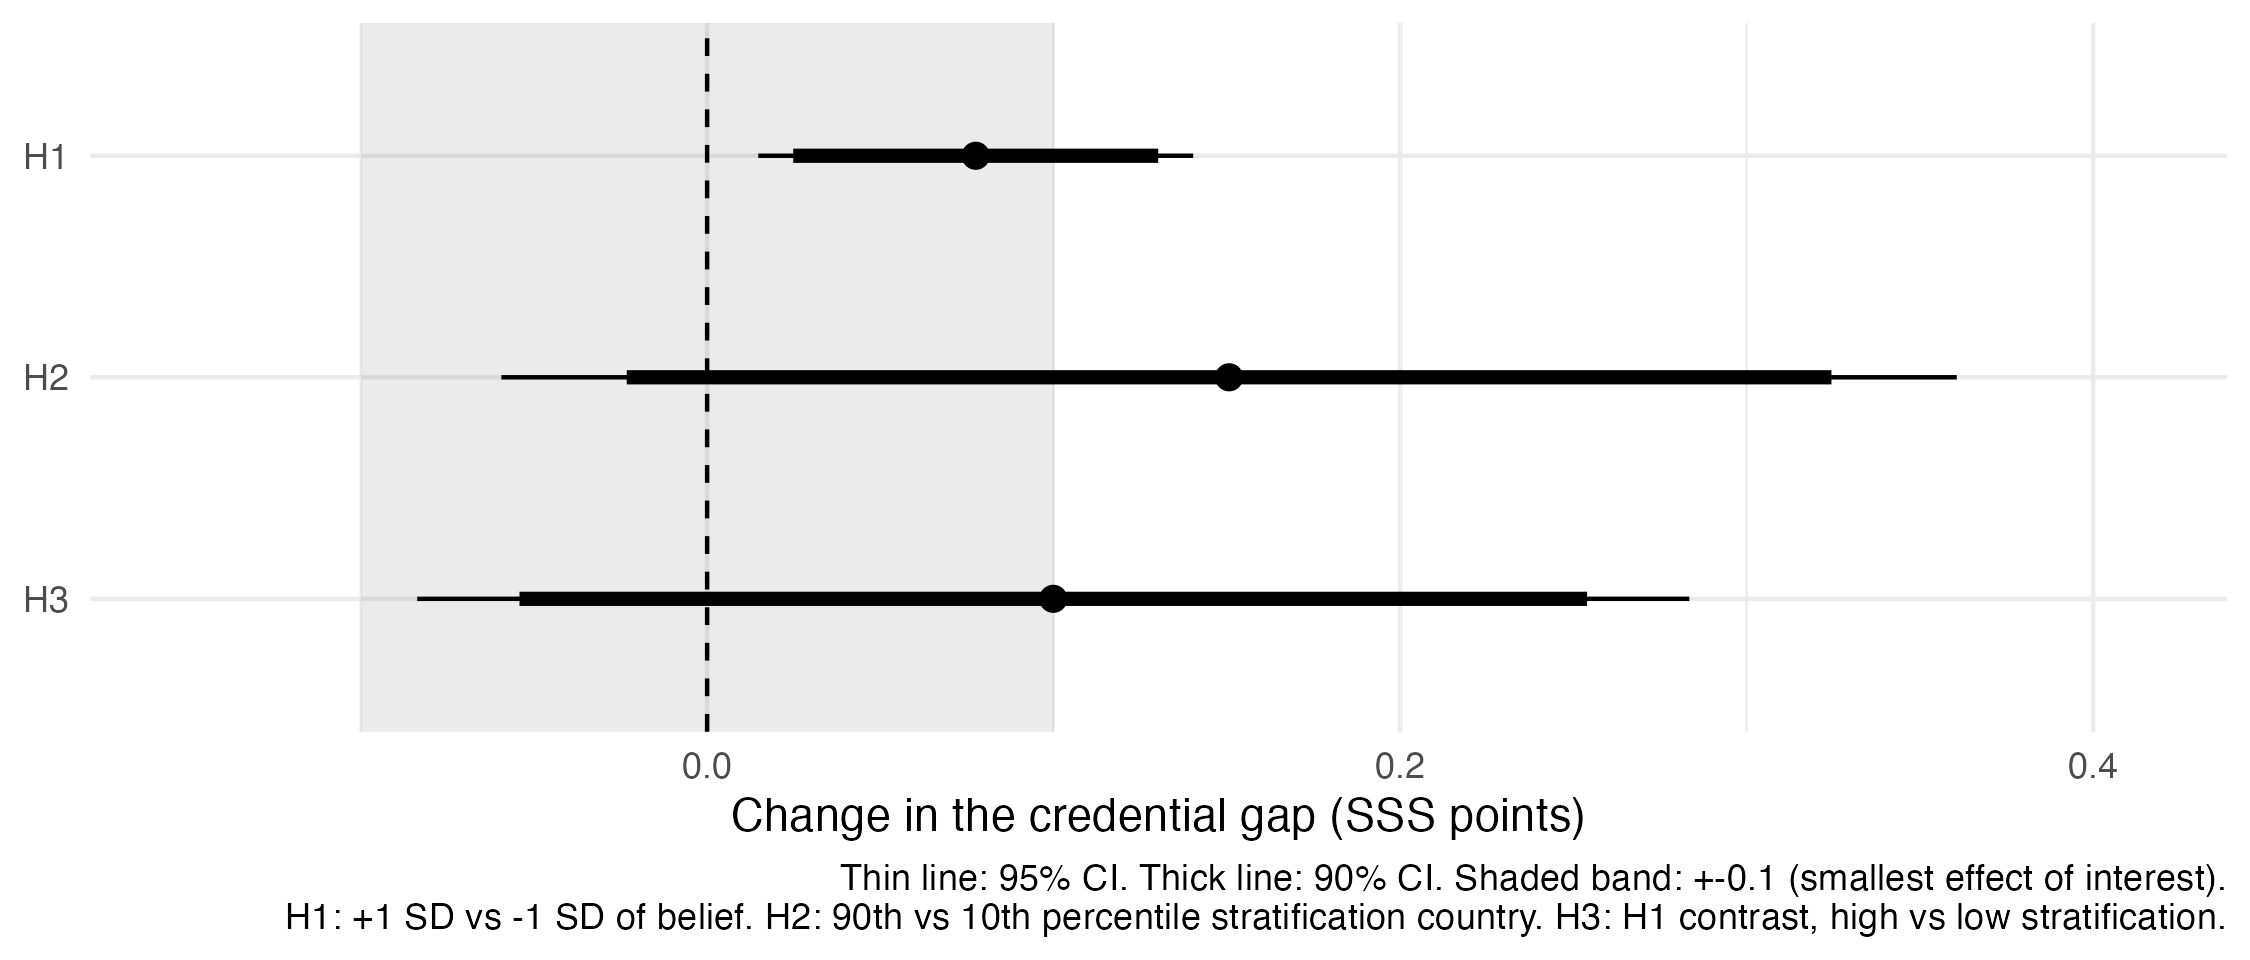 H1
H2
H3
0.0 0.2 0.4
Change in the credential gap (SSS points)
Thin line: 95% CI. Thick line: 90% CI. Shaded band: +-0.1 (smallest effect of interest).
H1: +1 SD vs -1 SD of belief. H2: 90th vs 10th percentile stratification country. H3: H1 contrast, high vs low stratification.